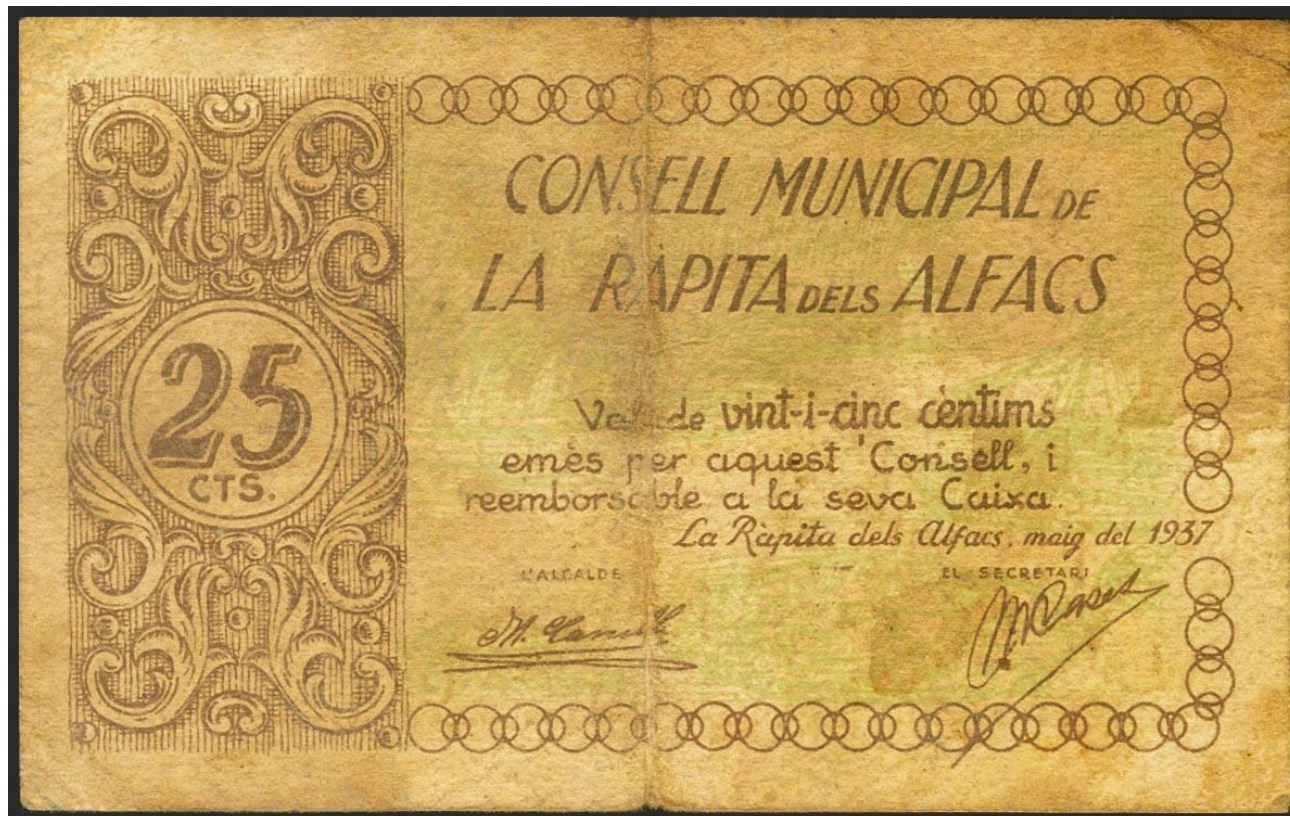 CONSELL MUNICIPAL DE
LA RÀPITA DELS ALFACS
25
CTS.
Val de vint-i-cinc cèntims
emès per aquest Consell, i
reemborsable a la seva Caixa.
La Ràpita dels Alfacs, maig del 1937
L'ALCALDE
EL SECRETARI